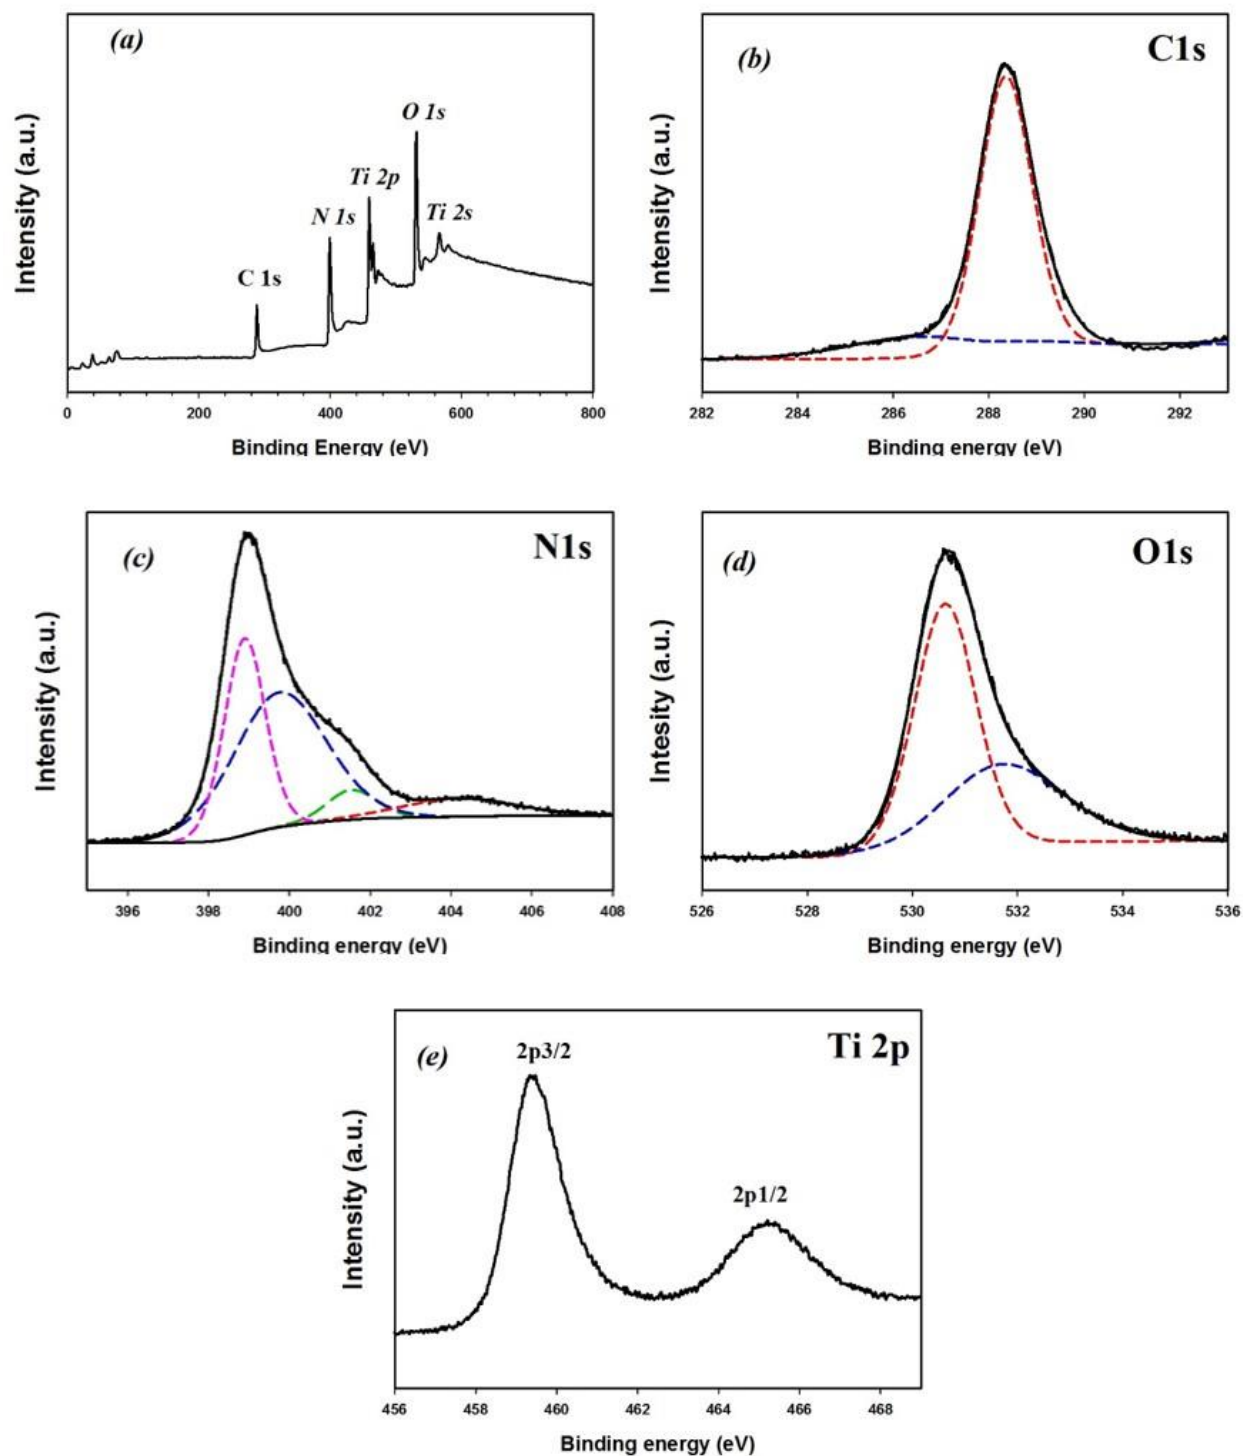 (a)
O 1s
Ti 2p
N 1s
Ti 2s
C 1s
Intensity (a.u.)
0 200 400 600 800
Binding Energy (eV)
(b)
C1s
Intensity (a.u.)
282 284 286 288 290 292
Binding energy (eV)
(c)
N1s
Intensity (a.u.)
396 398 400 402 404 406 408
Binding energy (eV)
(d)
O1s
Intesity (a.u.)
526 528 530 532 534 536
Binding energy (eV)
(e)
2p3/2
Ti 2p
2p1/2
Intensity (a.u.)
456 458 460 462 464 466 468
Binding energy (eV)